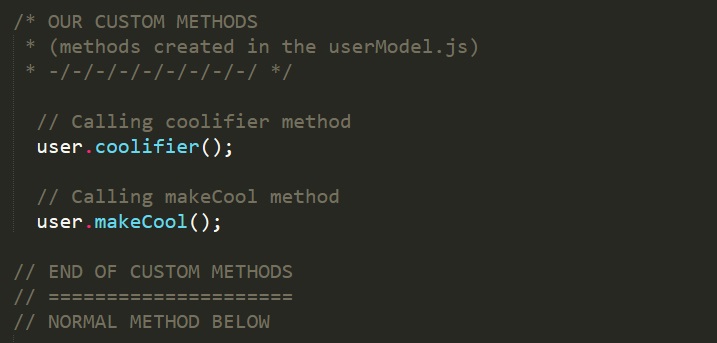 /* OUR CUSTOM METHODS
* (methods created in the userModel.js)
* -/-/-/-/-/-/-/-/-/ */
// Calling coolifier method
user.coolifier();
// Calling makeCool method
user.makeCool();
// END OF CUSTOM METHODS
// =====================
// NORMAL METHOD BELOW